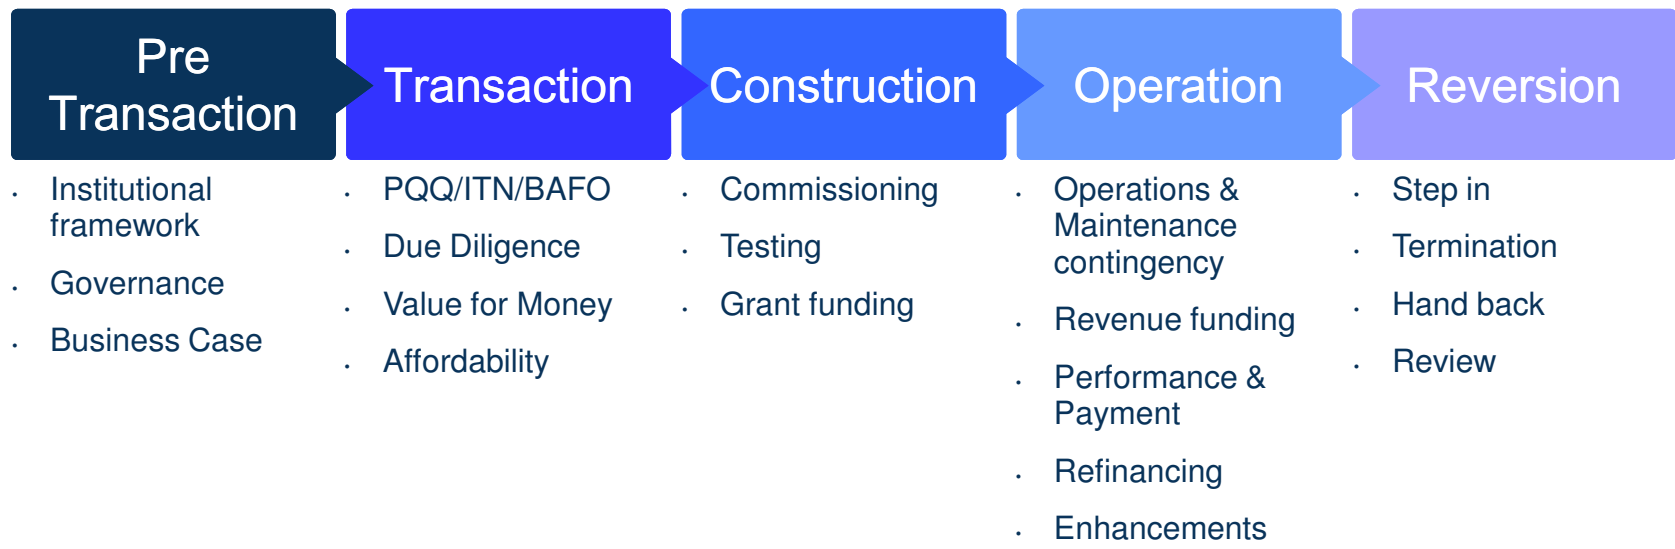 Pre
Transaction
Institutional
framework
Governance
Business Case
Transaction
PQQ/ITN/BAFO
Due Diligence
Value for Money
Affordability
Construction
Commissioning
Testing
Grant funding
Operation
Operations &
Maintenance
contingency
Revenue funding
Performance &
Payment
Refinancing
Enhancements
Reversion
Step in
Termination
Hand back
Review